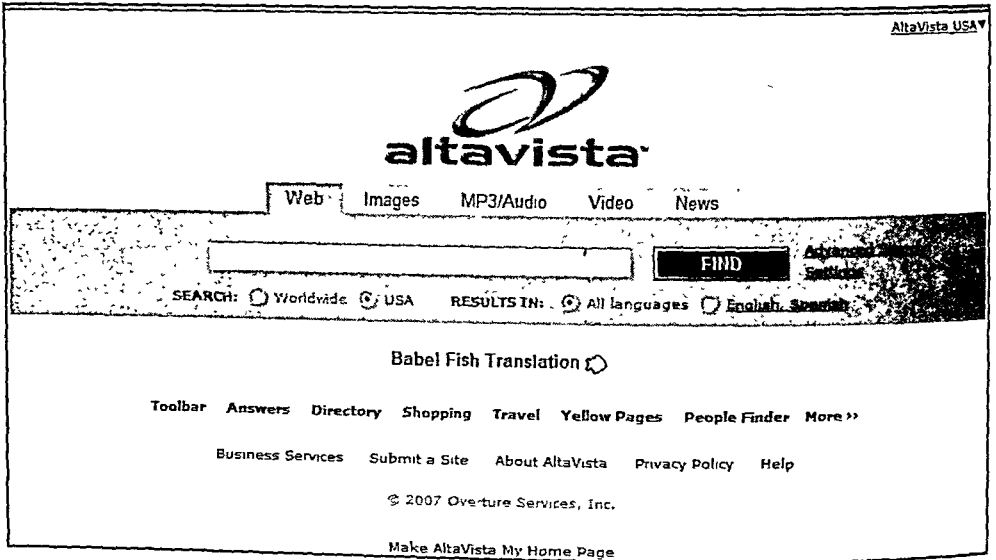 AltaVista USA
altavista
Web Images MP3/Audio Video News
FIND Advanced Search
Settings
SEARCH: Worldwide USA RESULTS IN: All languages English, Spanish
Babel Fish Translation
Toolbar Answers Directory Shopping Travel Yellow Pages People Finder More »
Business Services Submit a Site About AltaVista Privacy Policy Help
© 2007 Overture Services, Inc.
Make AltaVista My Home Page